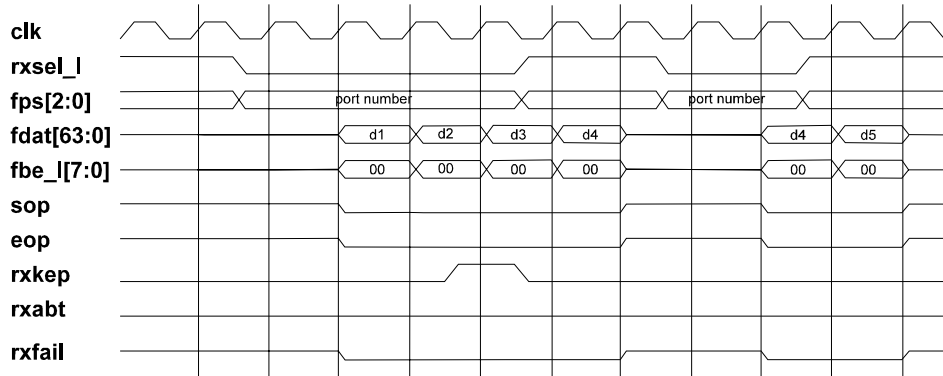 clk
rxsel_l
fps[2:0] port number port number
fdat[63:0] d1 d2 d3 d4 d4 d5
fbe_l[7:0] 00 00 00 00 00 00
sop
eop
rxkep
rxabt
rxfail